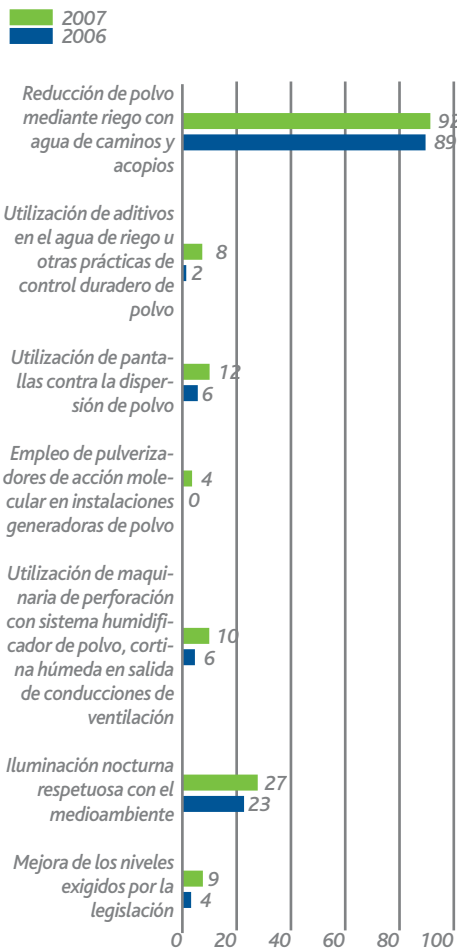 2007
2006
Reducción de polvo
mediante riego con
agua de caminos y
acopios
92
89
Utilización de aditivos
en el agua de riego u
otras prácticas de
control duradero de
polvo
8
2
Utilización de panta-
llas contra la disper-
sión de polvo
12
6
Empleo de pulveriza-
dores de acción mole-
cular en instalaciones
generadoras de polvo
4
0
Utilización de maqui-
naria de perforación
con sistema humidifi-
cador de polvo, corti-
na húmeda en salida
de conducciones de
ventilación
10
6
Iluminación nocturna
respetuosa con el
medioambiente
27
23
Mejora de los niveles
exigidos por la
legislación
9
4
0 20 40 60 80 100